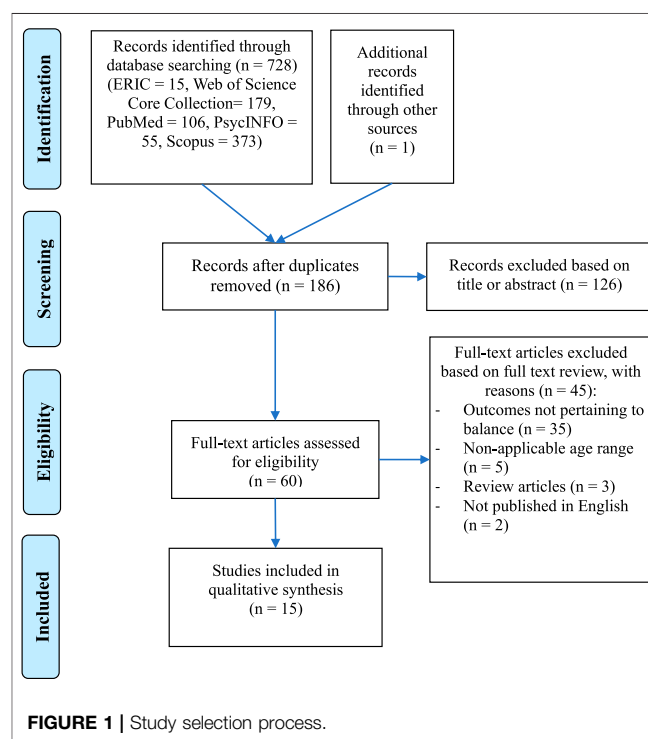 Identification
Records identified through
database searching (n = 728)
(ERIC = 15, Web of Science
Core Collection= 179,
PubMed = 106, PsycINFO =
55, Scopus = 373)
Additional
records
identified
through other
sources
(n = 1)
Screening
Records after duplicates
removed (n = 186)
Records excluded based on
title or abstract (n = 126)
Eligibility
Full-text articles assessed
for eligibility
(n = 60)
Full-text articles excluded
based on full text review, with
reasons (n = 45):
- Outcomes not pertaining to
balance (n = 35)
- Non-applicable age range
(n = 5)
- Review articles (n = 3)
- Not published in English
(n = 2)
Included
Studies included in
qualitative synthesis
(n = 15)
FIGURE 1 | Study selection process.